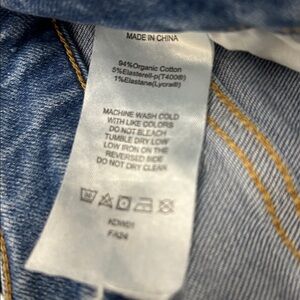 MADE IN CHINA
94%Organic Cotton
5%Elasterell-p(T400®)
1%Elastane(Lycra®)
MACHINE WASH COLD
WITH LIKE COLORS
DO NOT BLEACH
TUMBLE DRY LOW
LOW IRON ON THE
REVERSED SIDE
DO NOT DRY CLEAN
FA24